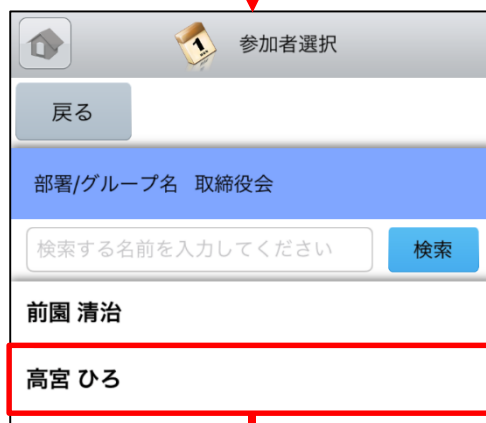 1
参加者選択
戻る
部署/グループ名 取締役会
検索する名前を入力してください 検索
前園 清治
高宮 ひろ